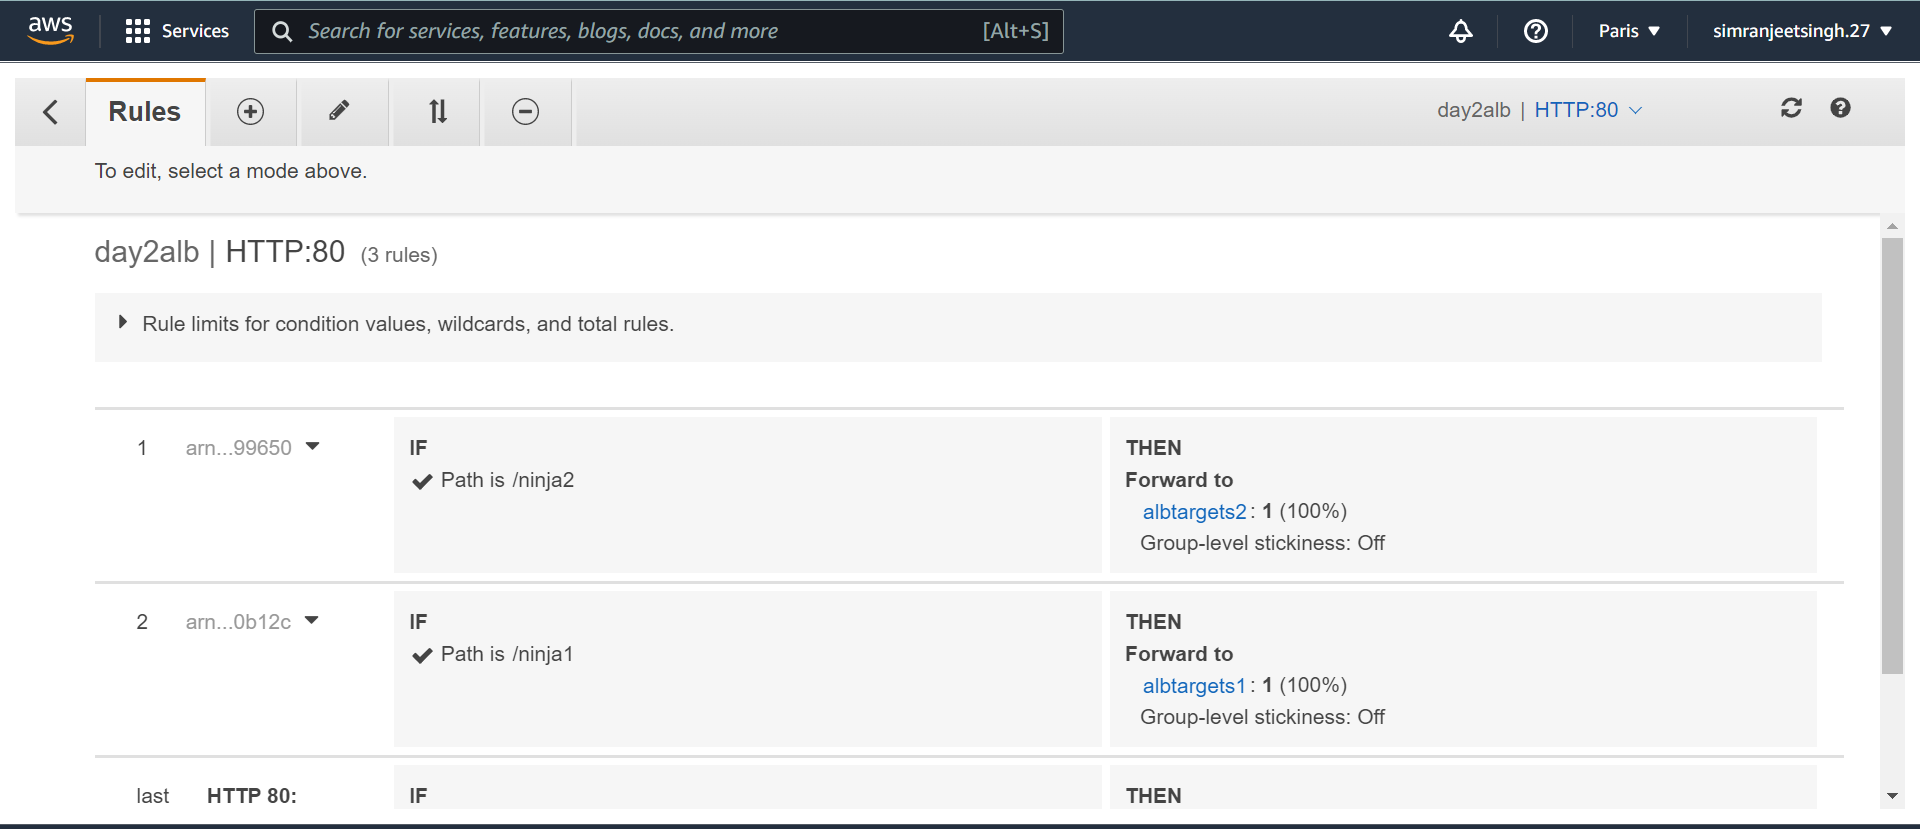 aws Services Search for services, features, blogs, docs, and more [Alt+S] Paris simranjeetsingh.27
Rules day2alb | HTTP:80
To edit, select a mode above.
day2alb | HTTP:80 (3 rules)
Rule limits for condition values, wildcards, and total rules.
1 arn...99650 IF THEN
Path is /ninja2 Forward to
albtargets2: 1 (100%)
Group-level stickiness: Off
2 arn...0b12c IF THEN
Path is /ninja1 Forward to
albtargets1: 1 (100%)
Group-level stickiness: Off
last HTTP 80: IF THEN